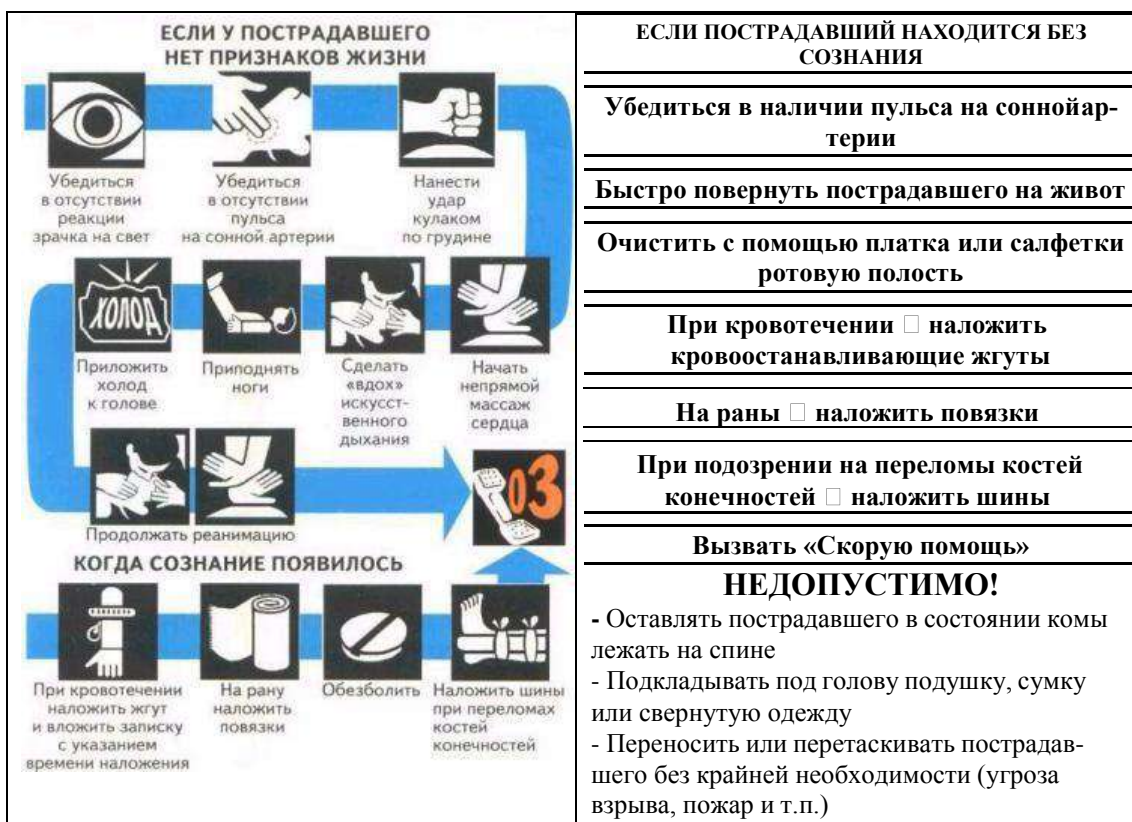 ЕСЛИ У ПОСТРАДАВШЕГО
НЕТ ПРИЗНАКОВ ЖИЗНИ
Убедиться
в отсутствии
реакции
зрачка на свет
Убедиться
в отсутствии
пульса
на сонной артерии
Нанести
удар
кулаком
по грудине
ХОЛОД
Приложить
холод
к голове
Приподнять
ноги
Сделать
«вдох»
искусст-
венного
дыхания
Начать
непрямой
массаж
сердца
Продолжать реанимацию
03
КОГДА СОЗНАНИЕ ПОЯВИЛОСЬ
При кровотечении
наложить жгут
и вложить записку
с указанием
времени наложения
На рану
наложить
повязки
Обезболить
Наложить шины
при переломах
костей
конечностей
ЕСЛИ ПОСТРАДАВШИЙ НАХОДИТСЯ БЕЗ
СОЗНАНИЯ
Убедиться в наличии пульса на соннойар-
терии
Быстро повернуть пострадавшего на живот
Очистить с помощью платка или салфетки
ротовую полость
При кровотечении □ наложить
кровоостанавливающие жгуты
На раны □ наложить повязки
При подозрении на переломы костей
конечностей □ наложить шины
Вызвать «Скорую помощь»
НЕДОПУСТИМО!
- Оставлять пострадавшего в состоянии комы
лежать на спине
- Подкладывать под голову подушку, сумку
или свернутую одежду
- Переносить или перетаскивать пострадав-
шего без крайней необходимости (угроза
взрыва, пожар и т.п.)